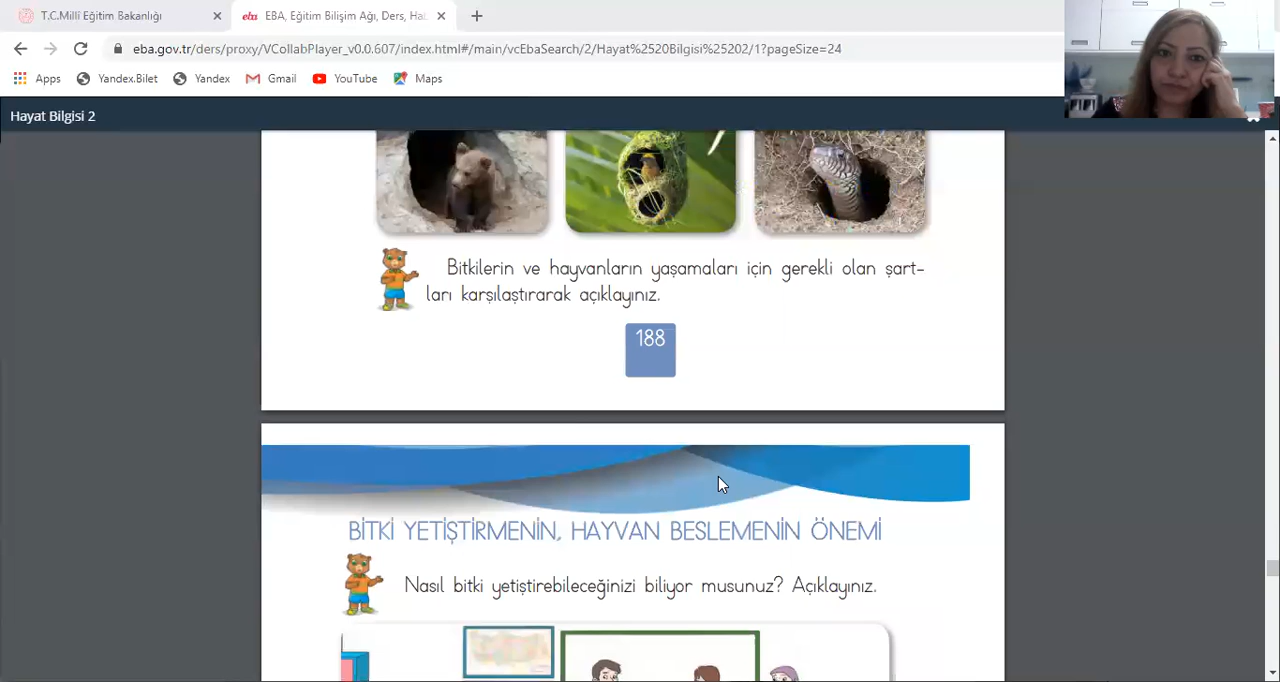 T.C.Millî Eğitim Bakanlığı
eba EBA, Eğitim Bilişim Ağı, Ders, Ha:
eba.gov.tr/ders/proxy/VCollabPlayer_v0.0.607/index.html#/main/vcEbaSearch/2/Hayat%2520Bilgisi%25202/1?pageSize=24
Apps Yandex.Bilet Yandex Gmail YouTube Maps
Hayat Bilgisi 2
Bitkilerin ve hayvanların yaşamaları için gerekli olan şart-
ları karşılaştırarak açıklayınız.
188
BİTKİ YETİŞTİRMENİN, HAYVAN BESLEMENİN ÖNEMİ
Nasıl bitki yetiştirebileceğinizi biliyor musunuz? Açıklayınız.